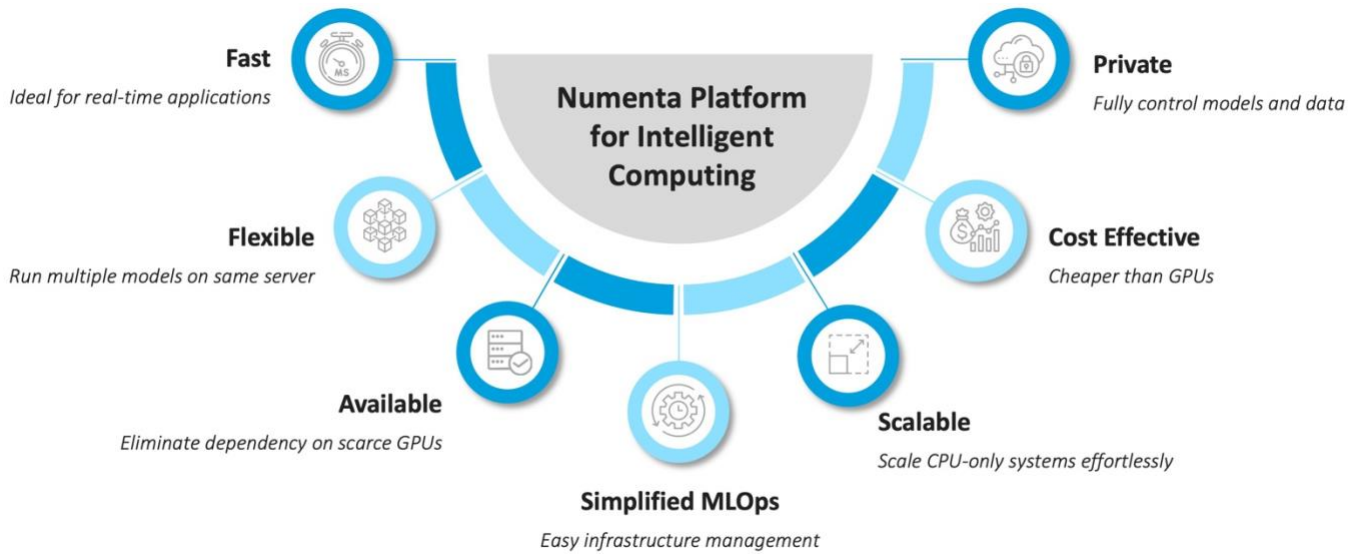 Numenta Platform
for Intelligent
Computing
Fast
Ideal for real-time applications
MS
Flexible
Run multiple models on same server
Available
Eliminate dependency on scarce GPUs
Simplified MLOps
Easy infrastructure management
Scalable
Scale CPU-only systems effortlessly
Cost Effective
Cheaper than GPUs
$
Private
Fully control models and data